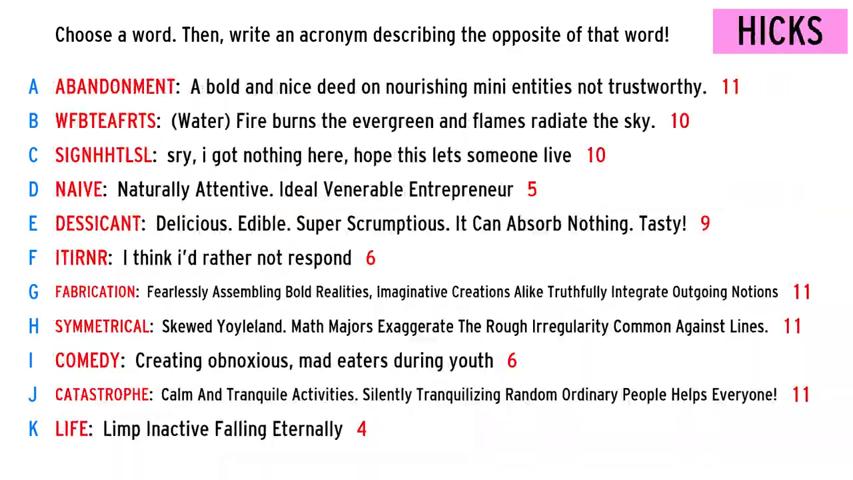 Choose a word. Then, write an acronym describing the opposite of that word!
HICKS
A ABANDONMENT: A bold and nice deed on nourishing mini entities not trustworthy. 11
B WFBTEAFRTS: (Water) Fire burns the evergreen and flames radiate the sky. 10
C SIGNHHTLSL: sry, i got nothing here, hope this lets someone live 10
D NAIVE: Naturally Attentive. Ideal Venerable Entrepreneur 5
E DESSICANT: Delicious. Edible. Super Scrumptious. It Can Absorb Nothing. Tasty! 9
F ITIRNR: I think i'd rather not respond 6
G FABRICATION: Fearlessly Assembling Bold Realities, Imaginative Creations Alike Truthfully Integrate Outgoing Notions 11
H SYMMETRICAL: Skewed Yoyleland. Math Majors Exaggerate The Rough Irregularity Common Against Lines. 11
I COMEDY: Creating obnoxious, mad eaters during youth 6
J CATASTROPHE: Calm And Tranquile Activities. Silently Tranquilizing Random Ordinary People Helps Everyone! 11
K LIFE: Limp Inactive Falling Eternally 4